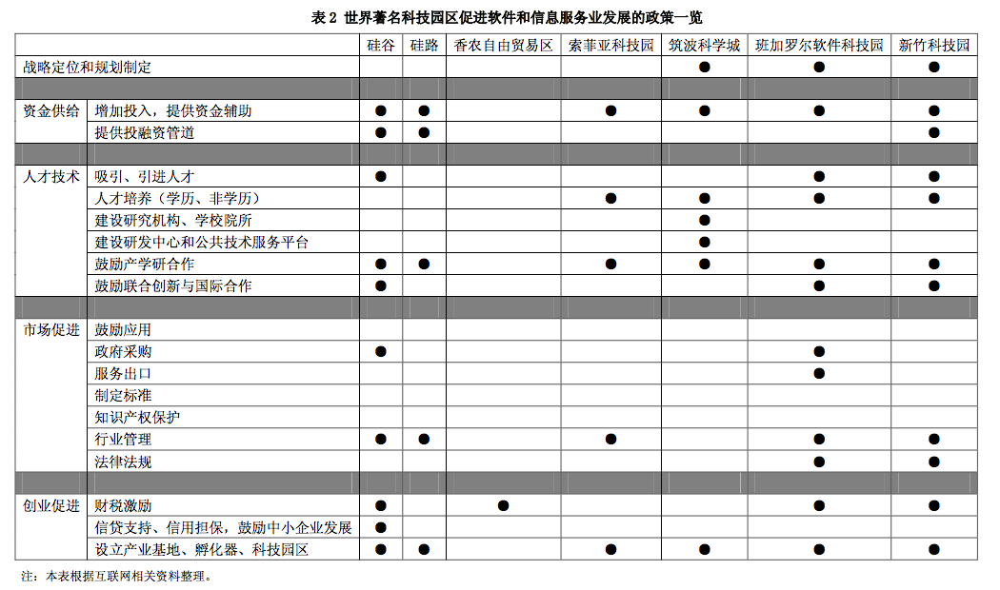 表 2 世界著名科技园区促进软件和信息服务业发展的政策一览
硅谷 硅路 香农自由贸易区 索菲亚科技园 筑波科学城 班加罗尔软件科技园 新竹科技园
战略定位和规划制定 ● ● ●
资金供给 增加投入，提供资金辅助 ● ● ● ● ● ●
提供投融资管道 ● ● ●
人才技术 吸引、引进人才 ● ● ●
人才培养（学历、非学历） ● ● ● ●
建设研究机构、学校院所 ●
建设研发中心和公共技术服务平台 ●
鼓励产学研合作 ● ● ● ● ● ●
鼓励联合创新与国际合作 ● ● ●
市场促进 鼓励应用
政府采购 ● ●
服务出口 ●
制定标准
知识产权保护
行业管理 ● ● ● ● ●
法律法规 ● ●
创业促进 财税激励 ● ● ● ●
信贷支持、信用担保，鼓励中小企业发展 ●
设立产业基地、孵化器、科技园区 ● ● ● ● ● ●
注：本表根据互联网相关资料整理。